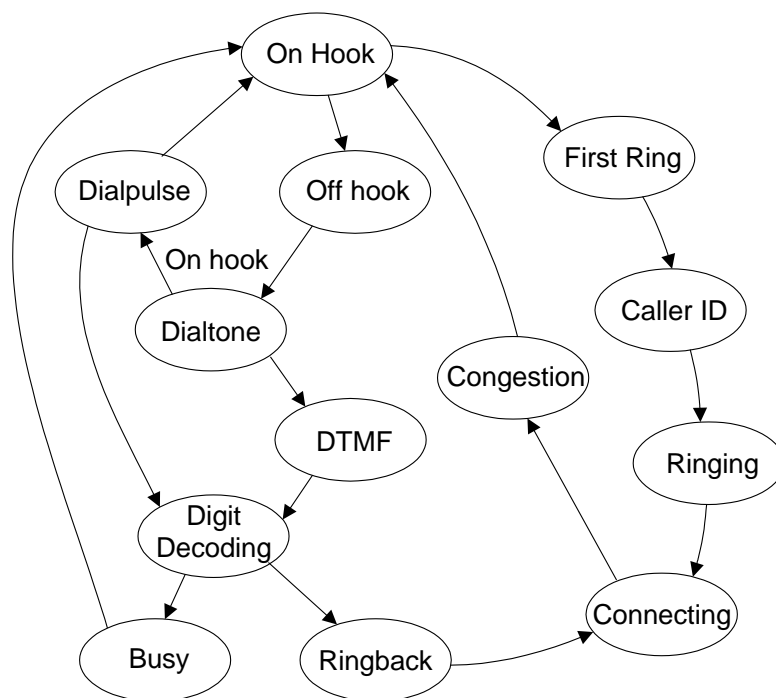 On Hook
First Ring
Dialpulse
Off hook
On hook
Caller ID
Dialtone
Congestion
DTMF
Ringing
Digit
Decoding
Connecting
Busy
Ringback